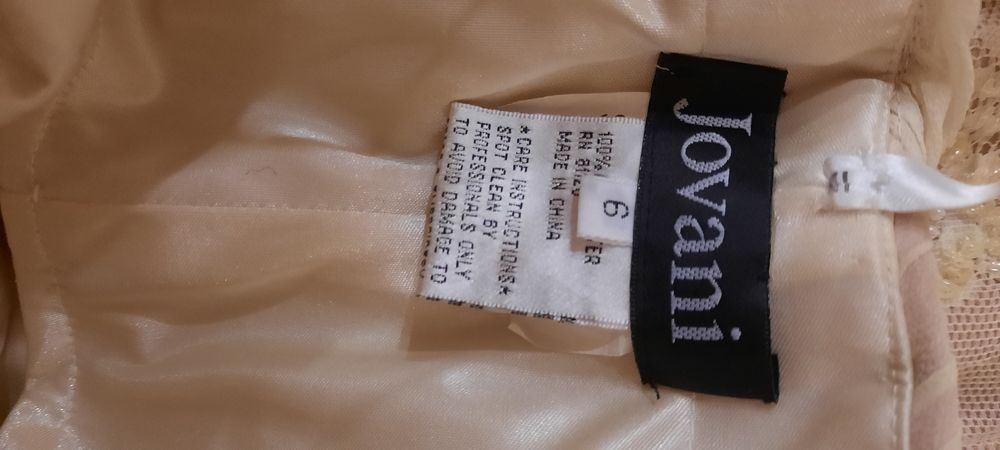 Jovani
6
100%
RN
MADE IN CHINA
*CARE INSTRUCTIONS*
SPOT CLEAN BY
PROFESSIONALS ONLY
TO AVOID DAMAGE TO